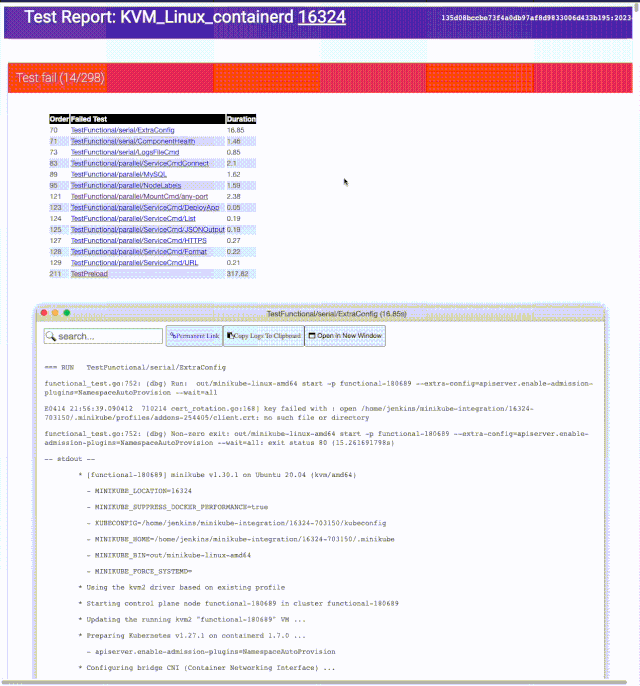 Test Report: KVM_Linux_containerd 16324
135d08bccbe73f4a0db97af8d9833006d433b195:2023
Test fail (14/298)
Order Failed Test Duration
70 TestFunctional/serial/ExtraConfig 16.85
71 TestFunctional/serial/ComponentHealth 1.46
73 TestFunctional/serial/LogsFileCmd 0.85
83 TestFunctional/parallel/ServiceCmdConnect 2.1
89 TestFunctional/parallel/MySQL 1.62
95 TestFunctional/parallel/NodeLabels 1.59
121 TestFunctional/parallel/MountCmd/any-port 2.38
123 TestFunctional/parallel/ServiceCmd/DeployApp 0.05
124 TestFunctional/parallel/ServiceCmd/List 0.19
125 TestFunctional/parallel/ServiceCmd/JSONOutput 0.19
127 TestFunctional/parallel/ServiceCmd/HTTPS 0.27
128 TestFunctional/parallel/ServiceCmd/Format 0.22
129 TestFunctional/parallel/ServiceCmd/URL 0.21
211 TestPreload 317.82
TestFunctional/serial/ExtraConfig (16.85s)
search... Permanent Link Copy Logs To Clipboard Open in New Window
=== RUN TestFunctional/serial/ExtraConfig
functional_test.go:752: (dbg) Run: out/minikube-linux-amd64 start -p functional-180689 --extra-config=apiserver.enable-admission-
plugins=NamespaceAutoProvision --wait=all
E0414 21:56:39.090412 710214 cert_rotation.go:168] key failed with : open /home/jenkins/minikube-integration/16324-
703150/.minikube/profiles/addons-254405/client.crt: no such file or directory
functional_test.go:752: (dbg) Non-zero exit: out/minikube-linux-amd64 start -p functional-180689 --extra-config=apiserver.enable-
admission-plugins=NamespaceAutoProvision --wait=all: exit status 80 (15.261691798s)
-- stdout --
* [functional-180689] minikube v1.30.1 on Ubuntu 20.04 (kvm/amd64)
- MINIKUBE_LOCATION=16324
- MINIKUBE_SUPPRESS_DOCKER_PERFORMANCE=true
- KUBECONFIG=/home/jenkins/minikube-integration/16324-703150/kubeconfig
- MINIKUBE_HOME=/home/jenkins/minikube-integration/16324-703150/.minikube
- MINIKUBE_BIN=out/minikube-linux-amd64
- MINIKUBE_FORCE_SYSTEMD=
* Using the kvm2 driver based on existing profile
* Starting control plane node functional-180689 in cluster functional-180689
* Updating the running kvm2 "functional-180689" VM ...
* Preparing Kubernetes v1.27.1 on containerd 1.7.0 ...
- apiserver.enable-admission-plugins=NamespaceAutoProvision
* Configuring bridge CNI (Container Networking Interface) ...